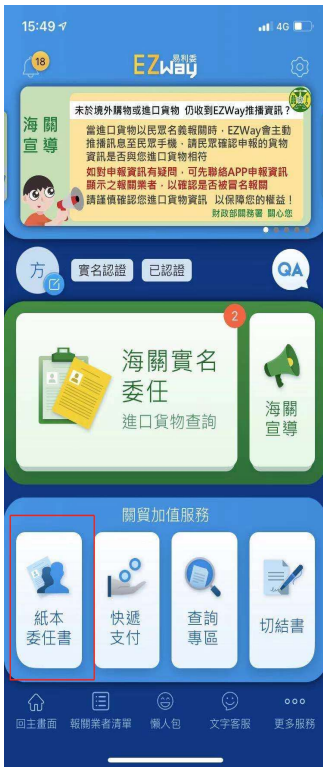 15:49
4G
18
EZWay 易利委
海關
宣導
未於境外購物或進口貨物 仍收到EZWay推播資訊？
當進口貨物以民眾名義報關時，EZWay會主動
推播訊息至民眾手機，請民眾確認申報的貨物
資訊是否與您進口貨物相符
如對申報資訊有疑問，可先聯絡APP申報資訊
顯示之報關業者，以確認是否被冒名報關
請謹慎確認您進口貨物資訊 以保障您的權益！
財政部關務署 關心您
方
實名認證
已認證
QA
2
海關實名
委任
進口貨物查詢
海關
宣導
關貿加值服務
紙本
委任書
快遞
支付
查詢
專區
切結書
回主畫面
報關業者清單
懶人包
文字客服
更多服務